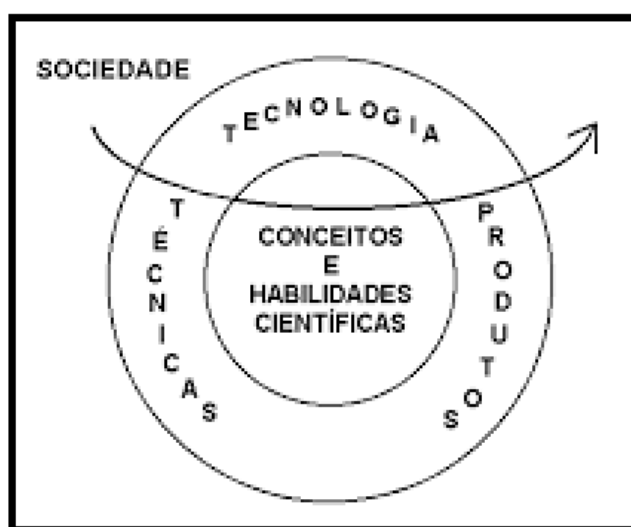 SOCIEDADE
TECNOLOGIA
TÉCNICAS
PRODUTOS
CONCEITOS
E
HABILIDADES
CIENTÍFICAS